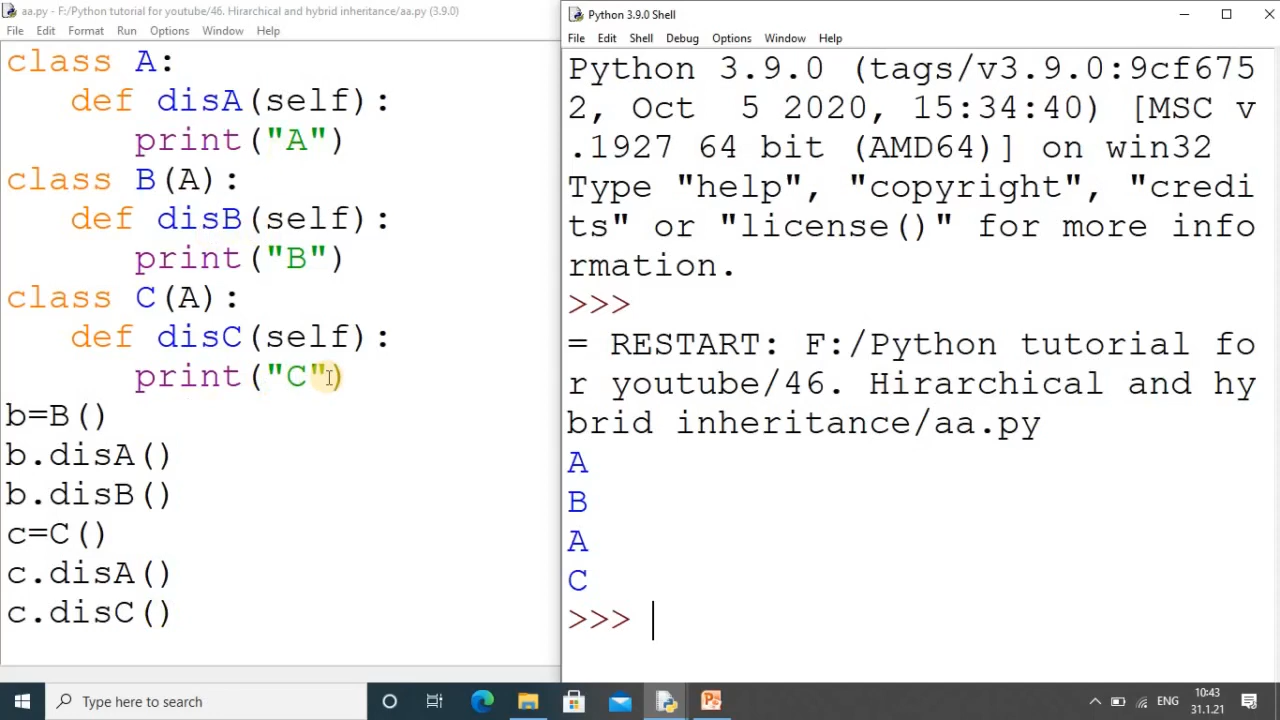 aa.py - F:/Python tutorial for youtube/46. Hirarchical and hybrid inheritance/aa.py (3.9.0)
File Edit Format Run Options Window Help
class A:
    def disA(self):
        print("A")
class B(A):
    def disB(self):
        print("B")
class C(A):
    def disC(self):
        print("C")
b=B()
b.disA()
b.disB()
c=C()
c.disA()
c.disC()
Python 3.9.0 Shell
File Edit Shell Debug Options Window Help
Python 3.9.0 (tags/v3.9.0:9cf675
2, Oct  5 2020, 15:34:40) [MSC v
.1927 64 bit (AMD64)] on win32
Type "help", "copyright", "credi
ts" or "license()" for more info
rmation.
>>>
= RESTART: F:/Python tutorial fo
r youtube/46. Hirarchical and hy
brid inheritance/aa.py
A
B
A
C
>>>
Type here to search
ENG
10:43
31.1.21